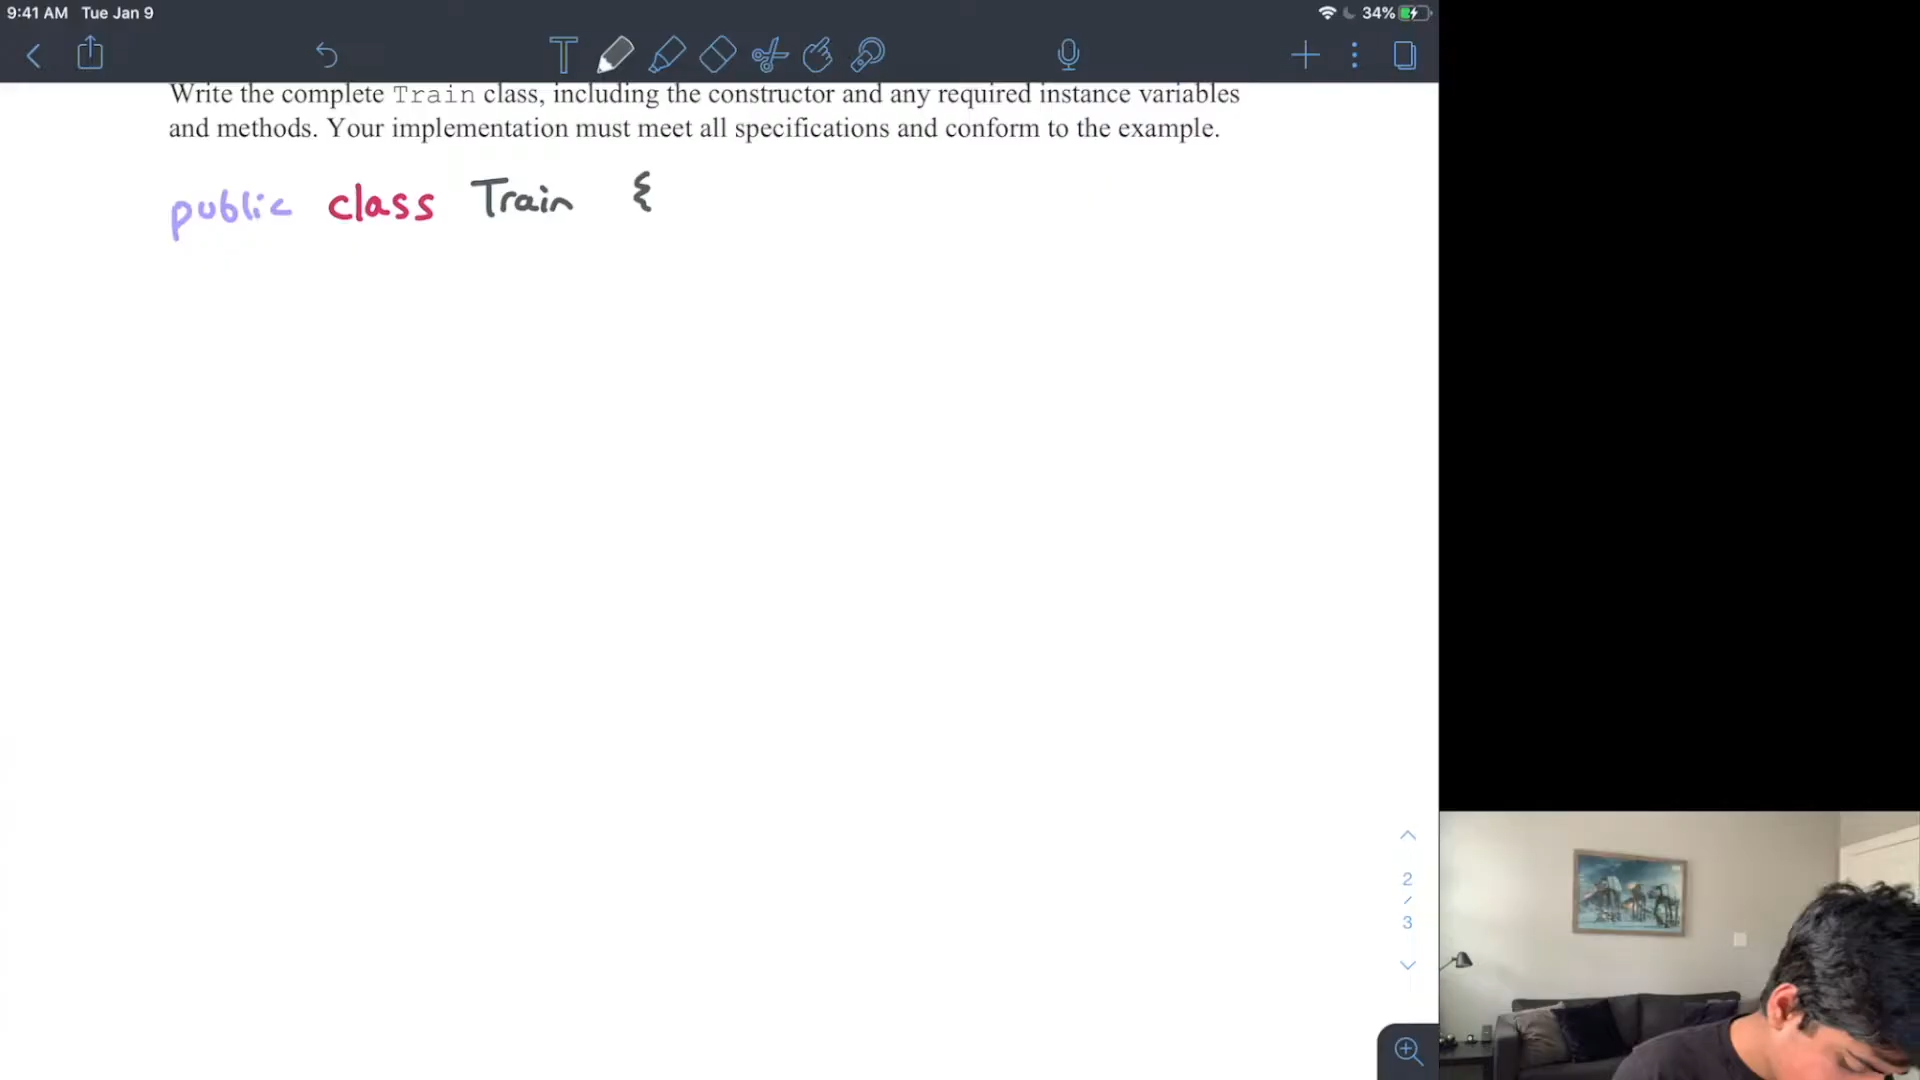 9:41 AM Tue Jan 9 34%
Write the complete Train class, including the constructor and any required instance variables
and methods. Your implementation must meet all specifications and conform to the example.
public class Train {
2
/
3